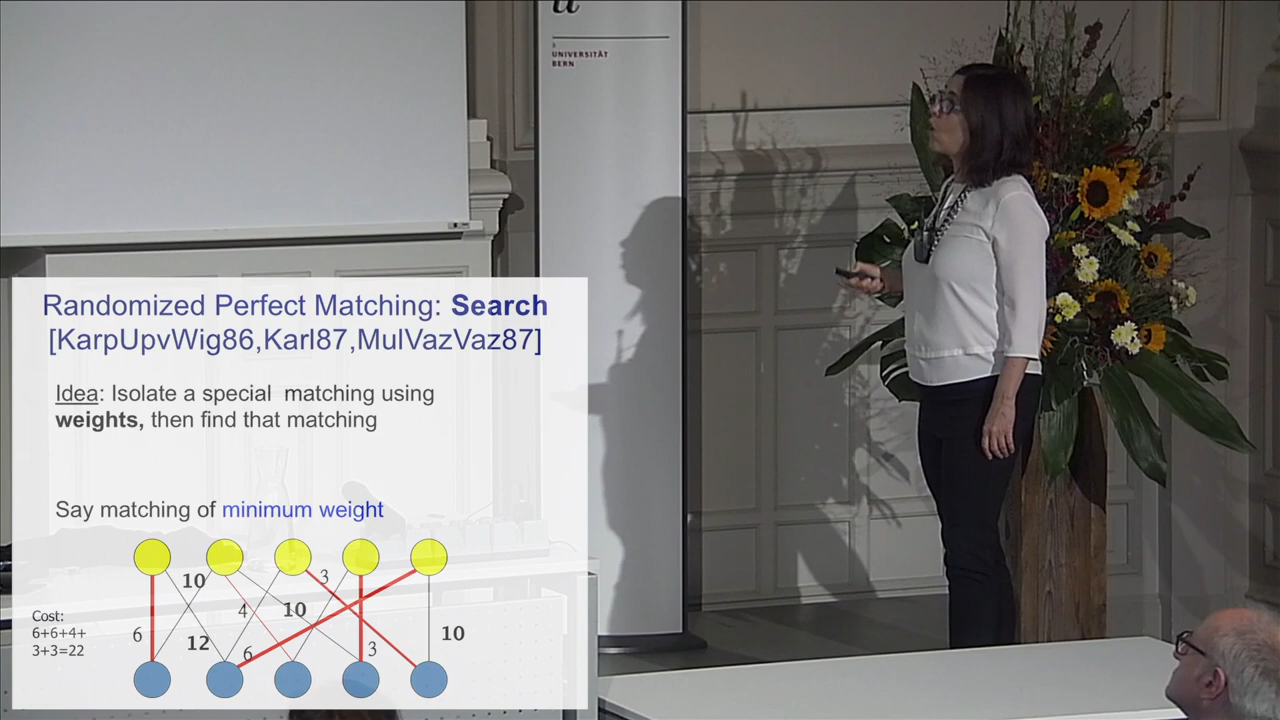 u
b
UNIVERSITÄT
BERN
Randomized Perfect Matching: Search
[KarpUpvWig86,Karl87,MulVazVaz87]
Idea: Isolate a special matching using
weights, then find that matching
Say matching of minimum weight
10
3
4
10
Cost:
6+6+4+
3+3=22
6
12
6
3
10